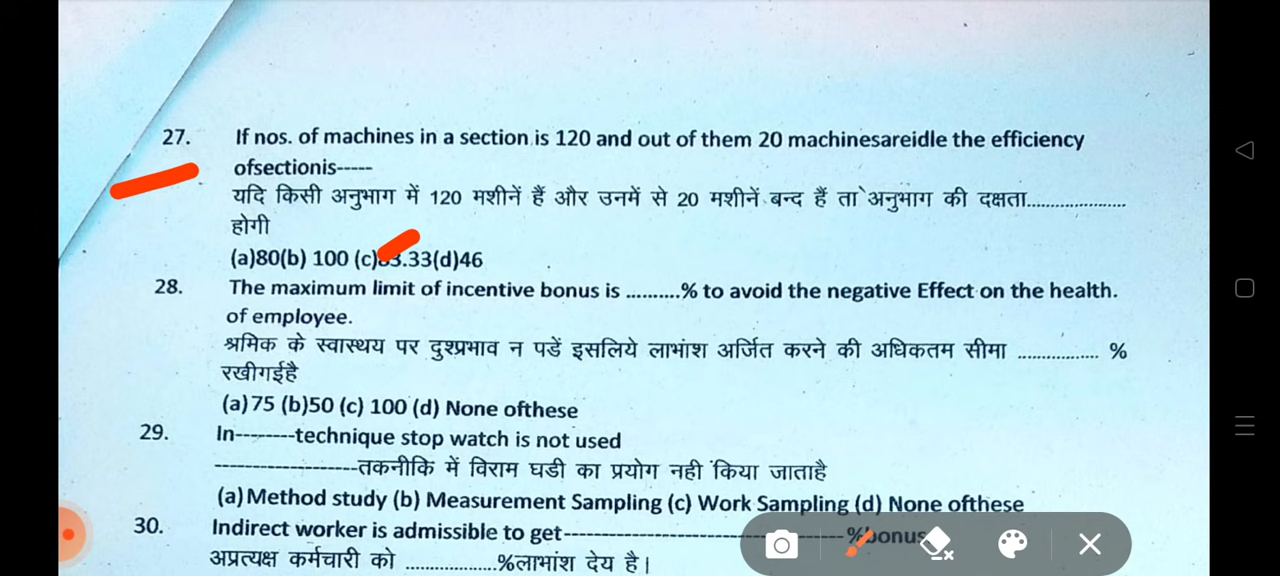 27. If nos. of machines in a section is 120 and out of them 20 machinesareidle the efficiency
ofsectionis-----
यदि किसी अनुभाग में 120 मशीनें हैं और उनमें से 20 मशीनें बन्द हैं ता`अनुभाग की दक्षता....................
होगी
(a)80(b) 100 (c)83.33(d)46
28. The maximum limit of incentive bonus is ..........% to avoid the negative Effect on the health.
of employee.
श्रमिक के स्वास्थय पर दुश्प्रभाव न पडें इसलिये लाभांश अर्जित करने की अधिकतम सीमा ................ %
रखीगईहै
(a)75 (b)50 (c) 100 (d) None ofthese
29. In--------technique stop watch is not used
-------------------तकनीकि में विराम घडी का प्रयोग नही किया जाताहै
(a)Method study (b) Measurement Sampling (c) Work Sampling (d) None ofthese
30. Indirect worker is admissible to get-----------------------------------%bonus
अप्रत्यक्ष कर्मचारी को ..................%लाभांश देय है।